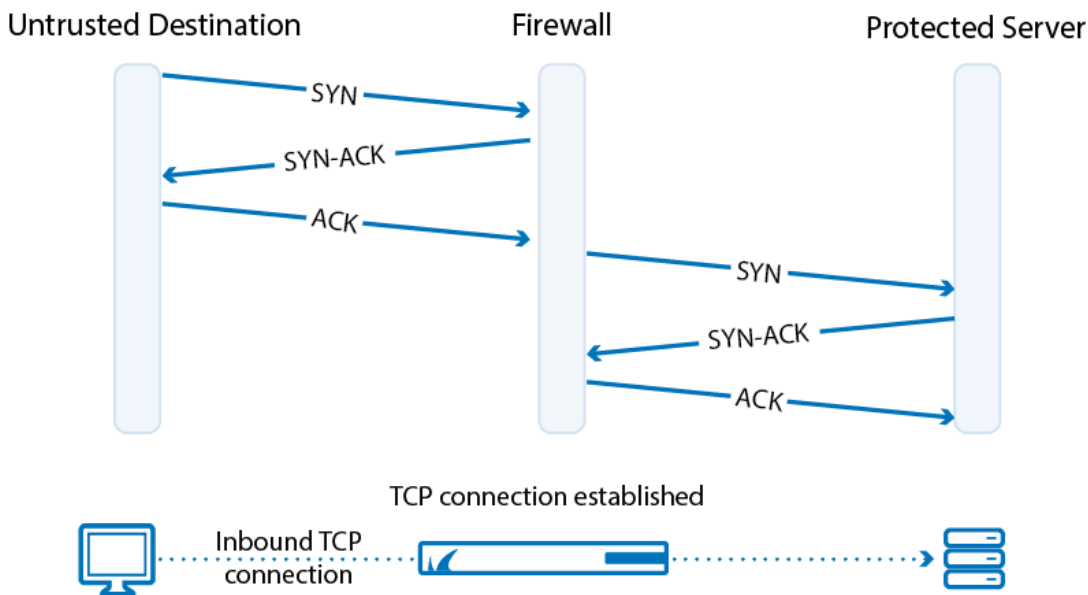 Untrusted Destination
Firewall
Protected Server
SYN
SYN-ACK
ACK
SYN
SYN-ACK
ACK
TCP connection established
Inbound TCP
connection